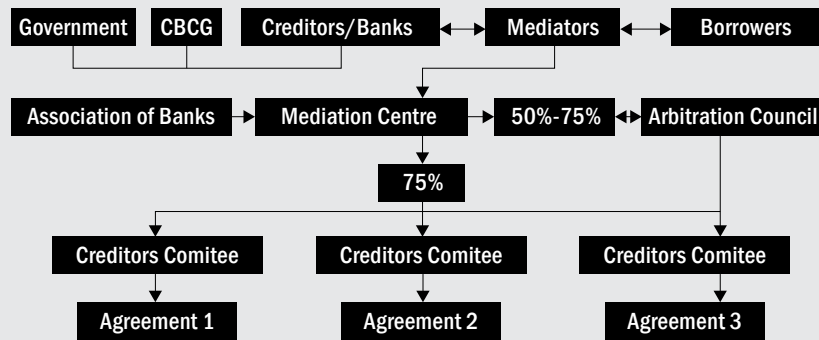 Government
CBCG
Creditors/Banks
Mediators
Borrowers
Association of Banks
Mediation Centre
50%-75%
Arbitration Council
75%
Creditors Comitee
Creditors Comitee
Creditors Comitee
Agreement 1
Agreement 2
Agreement 3